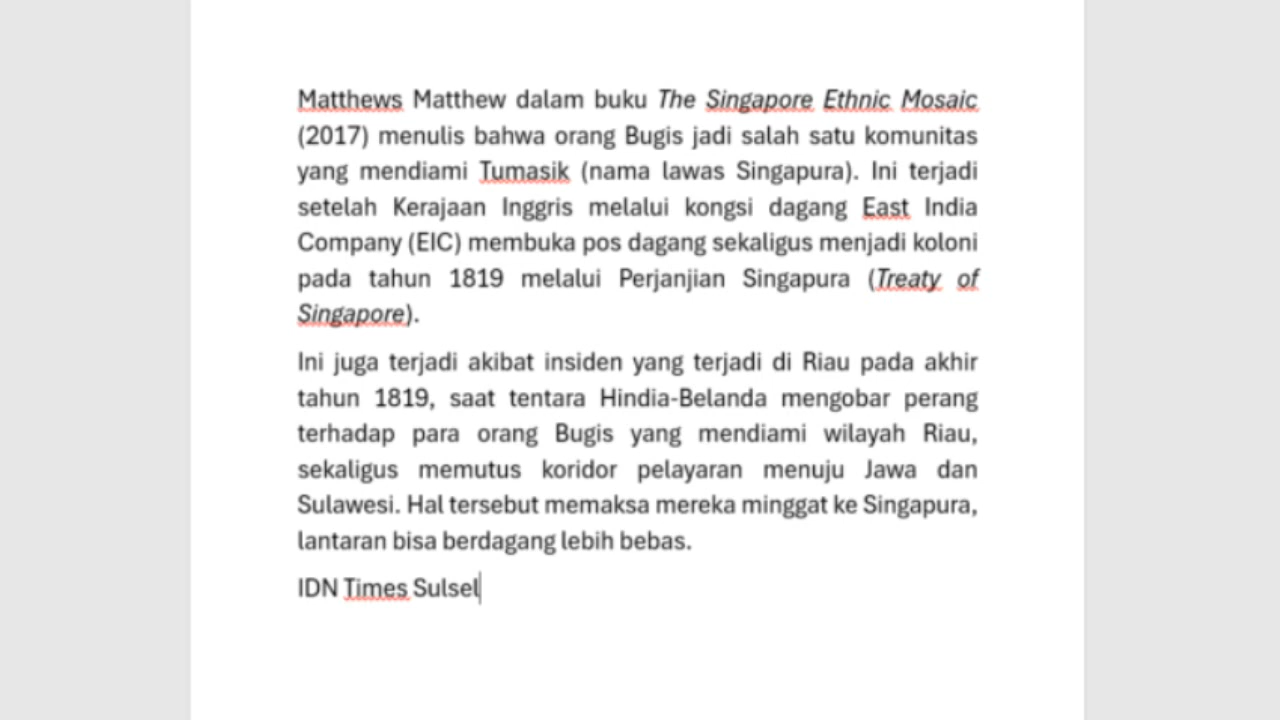 Matthews Matthew dalam buku The Singapore Ethnic Mosaic
(2017) menulis bahwa orang Bugis jadi salah satu komunitas
yang mendiami Tumasik (nama lawas Singapura). Ini terjadi
setelah Kerajaan Inggris melalui kongsi dagang East India
Company (EIC) membuka pos dagang sekaligus menjadi koloni
pada tahun 1819 melalui Perjanjian Singapura (Treaty of
Singapore).
Ini juga terjadi akibat insiden yang terjadi di Riau pada akhir
tahun 1819, saat tentara Hindia-Belanda mengobar perang
terhadap para orang Bugis yang mendiami wilayah Riau,
sekaligus memutus koridor pelayaran menuju Jawa dan
Sulawesi. Hal tersebut memaksa mereka minggat ke Singapura,
lantaran bisa berdagang lebih bebas.
IDN Times Sulsel